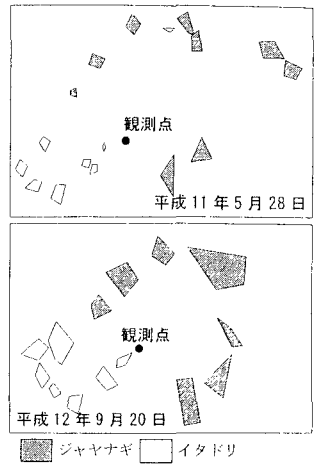 観測点
平成11年5月28日
観測点
平成12年9月20日
ジャヤナギ イタドリ